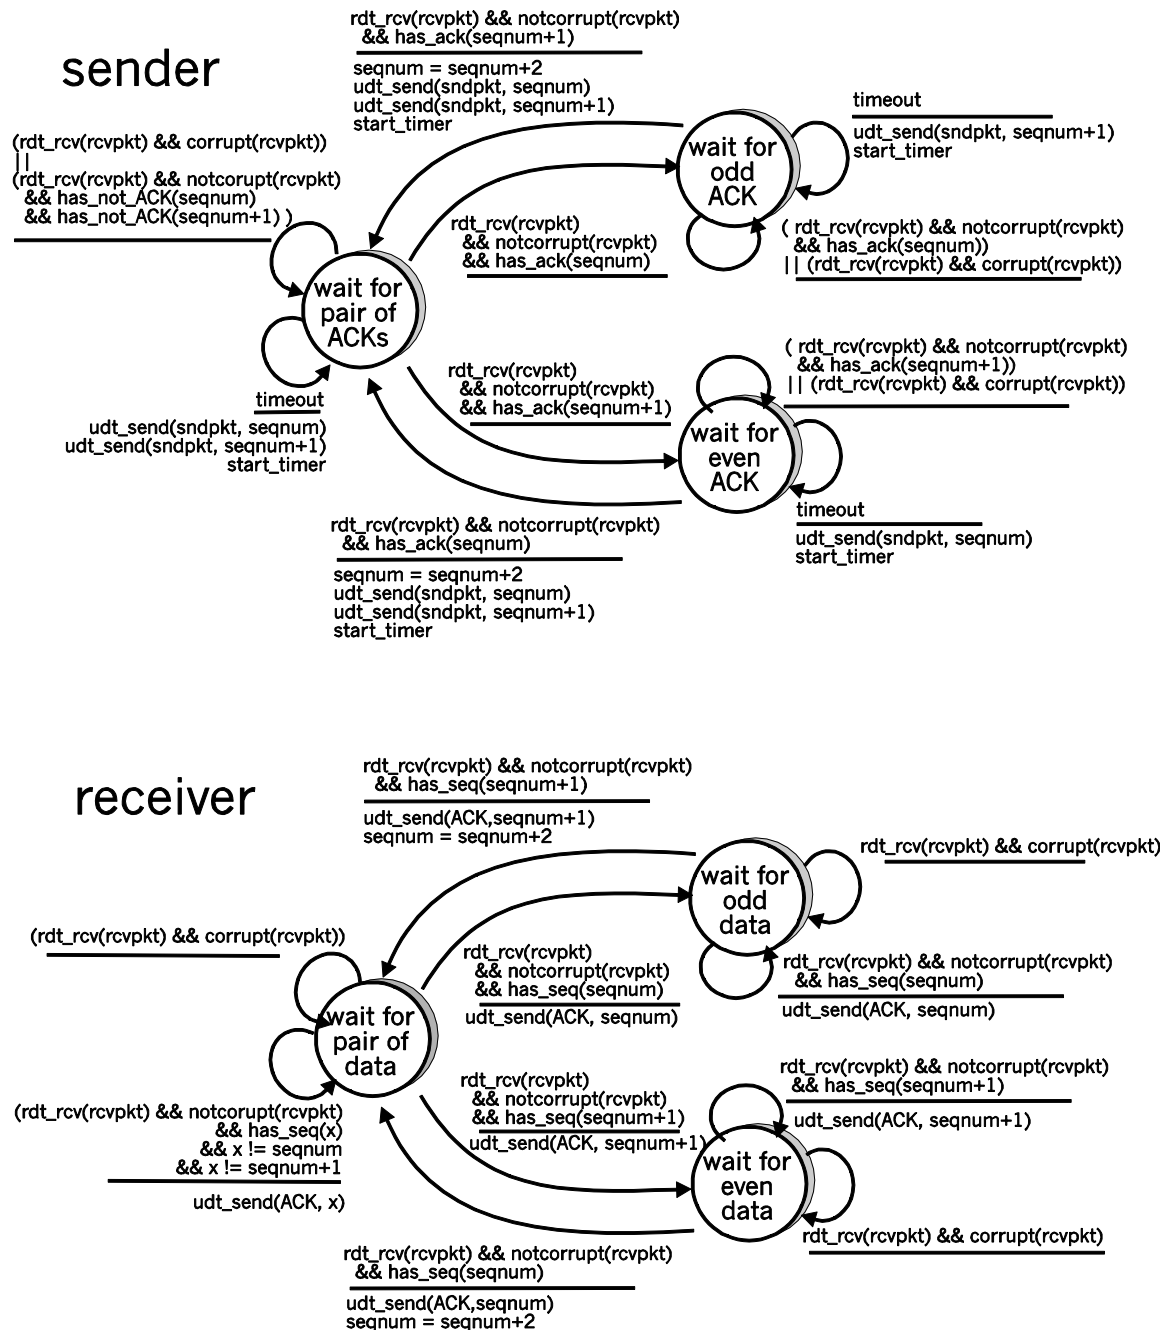 sender
rdt_rcv(rcvpkt) && notcorrupt(rcvpkt)
&& has_ack(seqnum+1)
seqnum = seqnum+2
udt_send(sndpkt, seqnum)
udt_send(sndpkt, seqnum+1)
start_timer
timeout
udt_send(sndpkt, seqnum+1)
start_timer
(rdt_rcv(rcvpkt) && corrupt(rcvpkt))
||
(rdt_rcv(rcvpkt) && notcorupt(rcvpkt)
&& has_not_ACK(seqnum)
&& has_not_ACK(seqnum+1) )
wait for
odd
ACK
rdt_rcv(rcvpkt)
&& notcorrupt(rcvpkt)
&& has_ack(seqnum)
( rdt_rcv(rcvpkt) && notcorrupt(rcvpkt)
&& has_ack(seqnum))
|| (rdt_rcv(rcvpkt) && corrupt(rcvpkt))
wait for
pair of
ACKs
timeout
udt_send(sndpkt, seqnum)
udt_send(sndpkt, seqnum+1)
start_timer
rdt_rcv(rcvpkt)
&& notcorrupt(rcvpkt)
&& has_ack(seqnum+1)
( rdt_rcv(rcvpkt) && notcorrupt(rcvpkt)
&& has_ack(seqnum+1))
|| (rdt_rcv(rcvpkt) && corrupt(rcvpkt))
wait for
even
ACK
timeout
udt_send(sndpkt, seqnum)
start_timer
rdt_rcv(rcvpkt) && notcorrupt(rcvpkt)
&& has_ack(seqnum)
seqnum = seqnum+2
udt_send(sndpkt, seqnum)
udt_send(sndpkt, seqnum+1)
start_timer
receiver
rdt_rcv(rcvpkt) && notcorrupt(rcvpkt)
&& has_seq(seqnum+1)
udt_send(ACK,seqnum+1)
seqnum = seqnum+2
rdt_rcv(rcvpkt) && corrupt(rcvpkt)
wait for
odd
data
(rdt_rcv(rcvpkt) && corrupt(rcvpkt))
rdt_rcv(rcvpkt)
&& notcorrupt(rcvpkt)
&& has_seq(seqnum)
udt_send(ACK, seqnum)
rdt_rcv(rcvpkt) && notcorrupt(rcvpkt)
&& has_seq(seqnum)
udt_send(ACK, seqnum)
wait for
pair of
data
(rdt_rcv(rcvpkt) && notcorupt(rcvpkt)
&& has_seq(x)
&& x != seqnum
&& x != seqnum+1
udt_send(ACK, x)
rdt_rcv(rcvpkt)
&& notcorrupt(rcvpkt)
&& has_seq(seqnum+1)
udt_send(ACK, seqnum+1)
rdt_rcv(rcvpkt) && notcorrupt(rcvpkt)
&& has_seq(seqnum+1)
udt_send(ACK, seqnum+1)
wait for
even
data
rdt_rcv(rcvpkt) && corrupt(rcvpkt)
rdt_rcv(rcvpkt) && notcorrupt(rcvpkt)
&& has_seq(seqnum)
udt_send(ACK,seqnum)
seqnum = seqnum+2